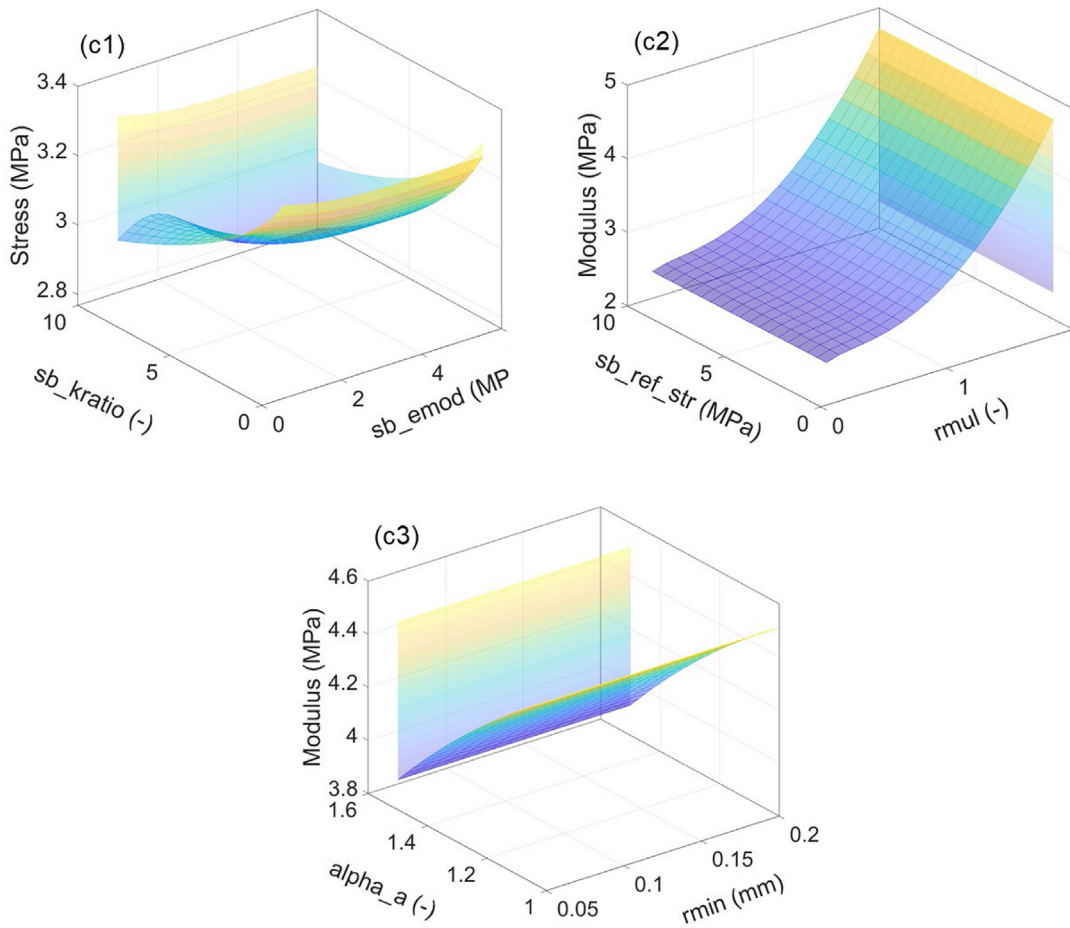 (c1)
Stress (MPa)
3.4
3.2
3
2.8
10
5
0
sb_kratio (-)
0
2
4
sb_emod (MP
(c2)
Modulus (MPa)
5
4
3
2
10
5
0
sb_ref_str (MPa)
0
1
rmul (-)
(c3)
Modulus (MPa)
4.6
4.4
4.2
4
3.8
1.6
1.4
1.2
1
alpha_a (-)
0.05
0.1
0.15
0.2
rmin (mm)